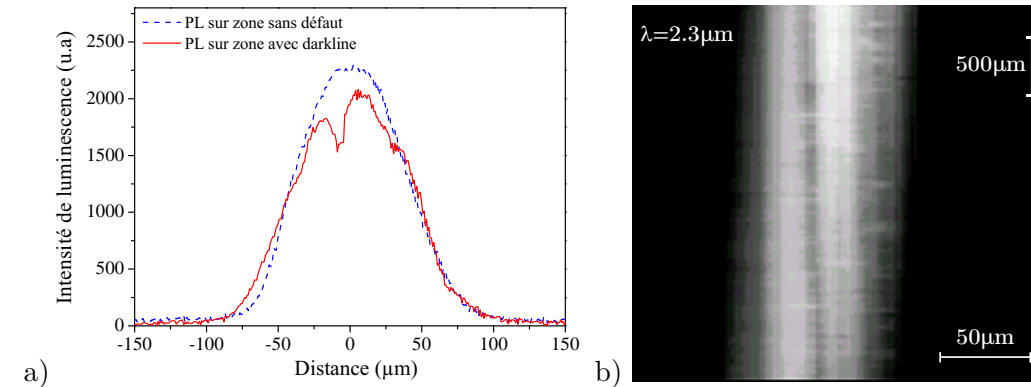 PL sur zone sans défaut
PL sur zone avec darkline
Intensité de luminescence (u.a)
2500
2000
1500
1000
500
0
-150 -100 -50 0 50 100 150
Distance (µm)
a)
λ=2.3µm
500µm
50µm
b)